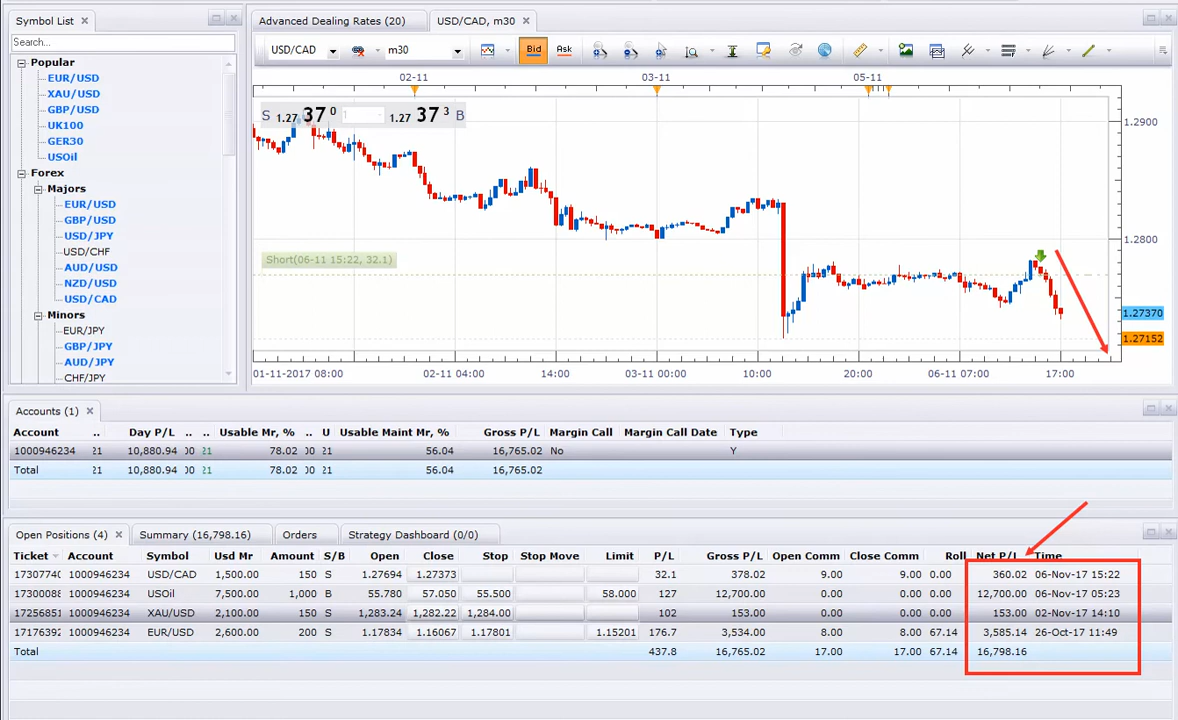 Symbol List
Search...
Popular
EUR/USD
XAU/USD
GBP/USD
UK100
GER30
USOil
Forex
Majors
EUR/USD
GBP/USD
USD/JPY
USD/CHF
AUD/USD
NZD/USD
USD/CAD
Minors
EUR/JPY
GBP/JPY
AUD/JPY
CHF/JPY
Advanced Dealing Rates (20) USD/CAD, m30
USD/CAD m30 Bid Ask
02-11 03-11 05-11
S 1.27 37 0 1 1.27 37 3 B
1.2900
1.2800
Short(06-11 15:22, 32.1)
1.27370
1.27152
01-11-2017 08:00 02-11 04:00 14:00 03-11 00:00 10:00 20:00 06-11 07:00 17:00
Accounts (1)
Account .. Day P/L .. .. Usable Mr, % .. U Usable Maint Mr, % Gross P/L Margin Call Margin Call Date Type
1000946234 21 10,880.94 00 21 78.02 00 21 56.04 16,765.02 No Y
Total 21 10,880.94 00 21 78.02 00 21 56.04 16,765.02
Open Positions (4) Summary (16,798.16) Orders Strategy Dashboard (0/0)
Ticket Account Symbol Usd Mr Amount S/B Open Close Stop Stop Move Limit P/L Gross P/L Open Comm Close Comm Roll Net P/L Time
1730774 1000946234 USD/CAD 1,500.00 150 S 1.27694 1.27373 32.1 378.02 9.00 9.00 0.00 360.02 06-Nov-17 15:22
17300088 1000946234 USOil 7,500.00 1,000 B 55.780 57.050 55.500 58.000 127 12,700.00 0.00 0.00 0.00 12,700.00 06-Nov-17 05:23
17256851 1000946234 XAU/USD 2,100.00 150 S 1,283.24 1,282.22 1,284.00 102 153.00 0.00 0.00 0.00 153.00 02-Nov-17 14:10
17176392 1000946234 EUR/USD 2,600.00 200 S 1.17834 1.16067 1.17801 1.15201 176.7 3,534.00 8.00 8.00 67.14 3,585.14 26-Oct-17 11:49
Total 437.8 16,765.02 17.00 17.00 67.14 16,798.16